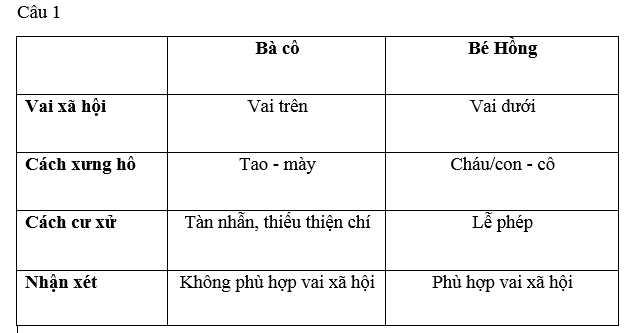 Câu 1
Bà cô Bé Hồng
Vai xã hội Vai trên Vai dưới
Cách xưng hô Tao - mày Cháu/con - cô
Cách cư xử Tàn nhẫn, thiếu thiện chí Lễ phép
Nhận xét Không phù hợp vai xã hội Phù hợp vai xã hội